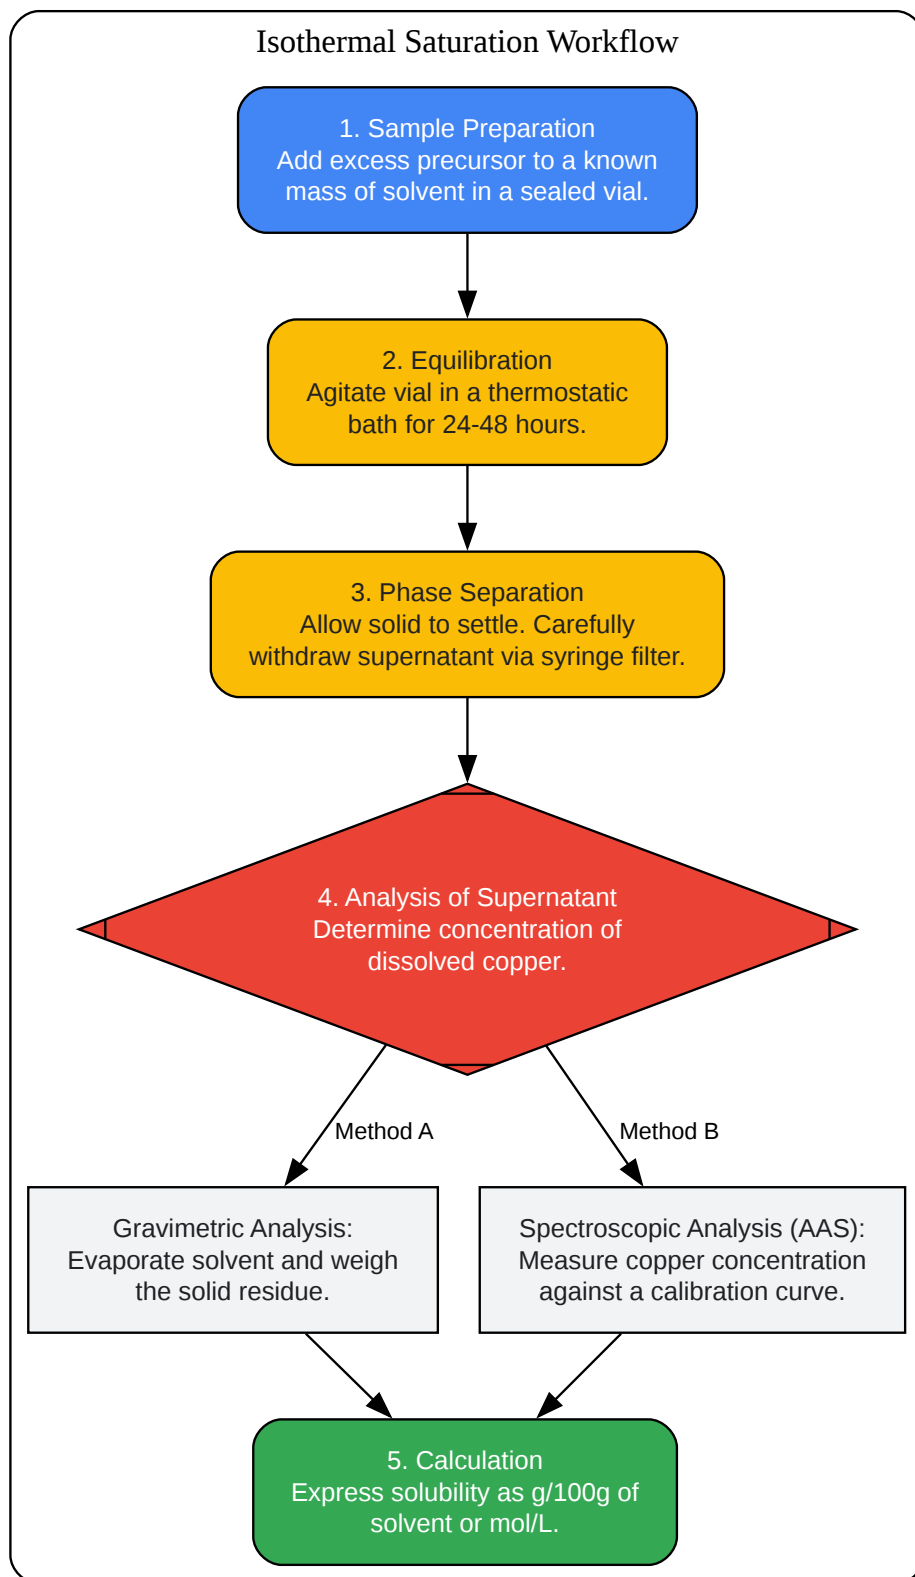 Isothermal Saturation Workflow
1. Sample Preparation
Add excess precursor to a known
mass of solvent in a sealed vial.
2. Equilibration
Agitate vial in a thermostatic
bath for 24-48 hours.
3. Phase Separation
Allow solid to settle. Carefully
withdraw supernatant via syringe filter.
4. Analysis of Supernatant
Determine concentration of
dissolved copper.
Method A
Method B
Gravimetric Analysis:
Evaporate solvent and weigh
the solid residue.
Spectroscopic Analysis (AAS):
Measure copper concentration
against a calibration curve.
5. Calculation
Express solubility as g/100g of
solvent or mol/L.